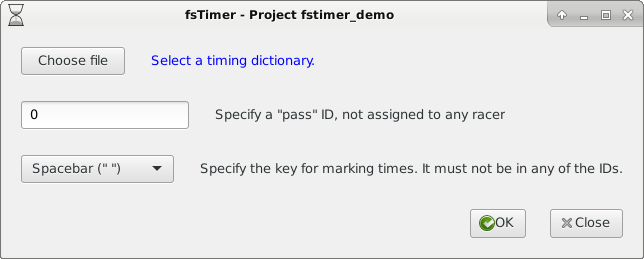 fsTimer - Project fstimer_demo
Choose file Select a timing dictionary.
0 Specify a "pass" ID, not assigned to any racer
Spacebar (" ") Specify the key for marking times. It must not be in any of the IDs.
OK Close